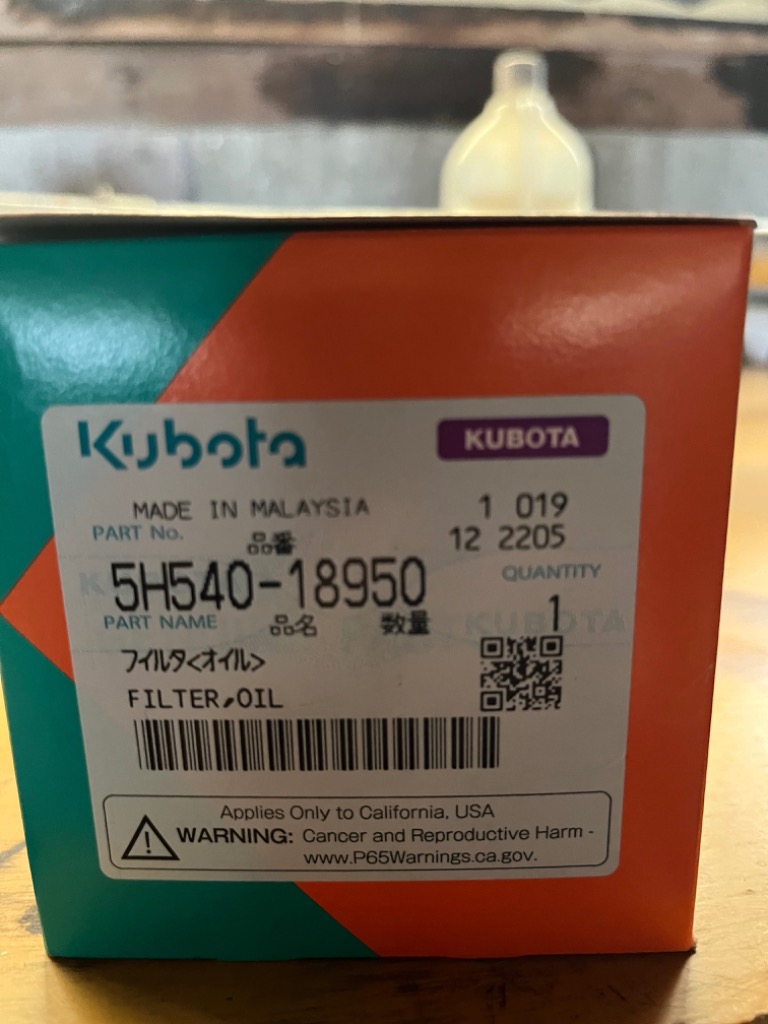 Kubota
KUBOTA
MADE IN MALAYSIA
1 019
PART No.
品番
12 2205
5H540-18950
QUANTITY
PART NAME
品名
数量
1
フイルタ<オイル>
FILTER,OIL
Applies Only to California, USA
WARNING: Cancer and Reproductive Harm -
www.P65Warnings.ca.gov.